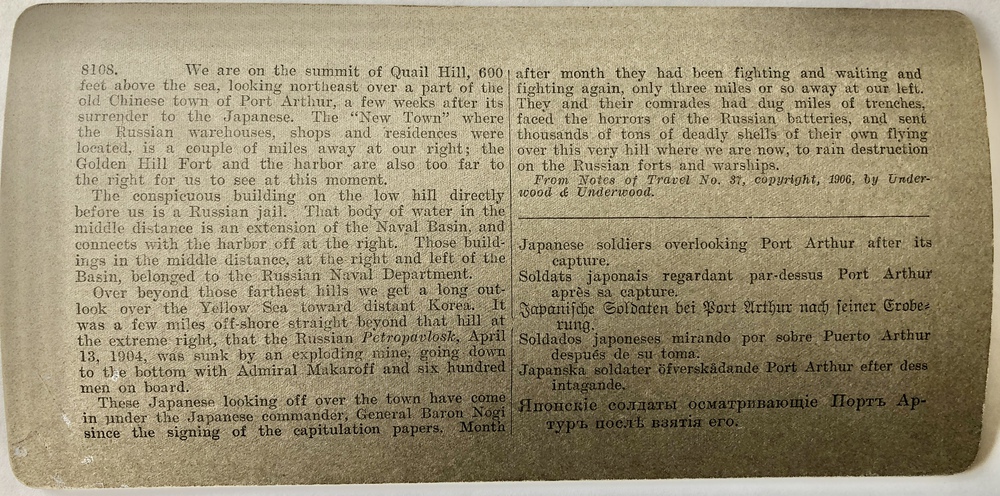 8108. We are on the summit of Quail Hill, 600
feet above the sea, looking northeast over a part of the
old Chinese town of Port Arthur, a few weeks after its
surrender to the Japanese. The "New Town" where
the Russian warehouses, shops and residences were
located, is a couple of miles away at our right; the
Golden Hill Fort and the harbor are also too far to
the right for us to see at this moment.
The conspicuous building on the low hill directly
before us is a Russian jail. That body of water in the
middle distance is an extension of the Naval Basin, and
connects with the harbor off at the right. Those build-
ings in the middle distance, at the right and left of the
Basin, belonged to the Russian Naval Department.
Over beyond those farthest hills we get a long out-
look over the Yellow Sea toward distant Korea. It
was a few miles off-shore straight beyond that hill at
the extreme right, that the Russian Petropavlosk, April
13, 1904, was sunk by an exploding mine, going down
to the bottom with Admiral Makaroff and six hundred
men on board.
These Japanese looking off over the town have come
in under the Japanese commander, General Baron Nogi
since the signing of the capitulation papers. Month
after month they had been fighting and waiting and
fighting again, only three miles or so away at our left.
They and their comrades had dug miles of trenches,
faced the horrors of the Russian batteries, and sent
thousands of tons of deadly shells of their own flying
over this very hill where we are now, to rain destruction
on the Russian forts and warships.
From Notes of Travel No. 37, copyright, 1906, by Under-
wood & Underwood.
Japanese soldiers overlooking Port Arthur after its
capture.
Soldats japonais regardant par-dessus Port Arthur
après sa capture.
Japanische Soldaten bei Port Arthur nach seiner Erobe-
rung.
Soldados japoneses mirando por sobre Puerto Arthur
después de su toma.
Japanska soldater öfverskådande Port Arthur efter dess
intagande.
Японскіе солдаты осматривающіе Портъ Ар-
туръ послѣ взятія его.